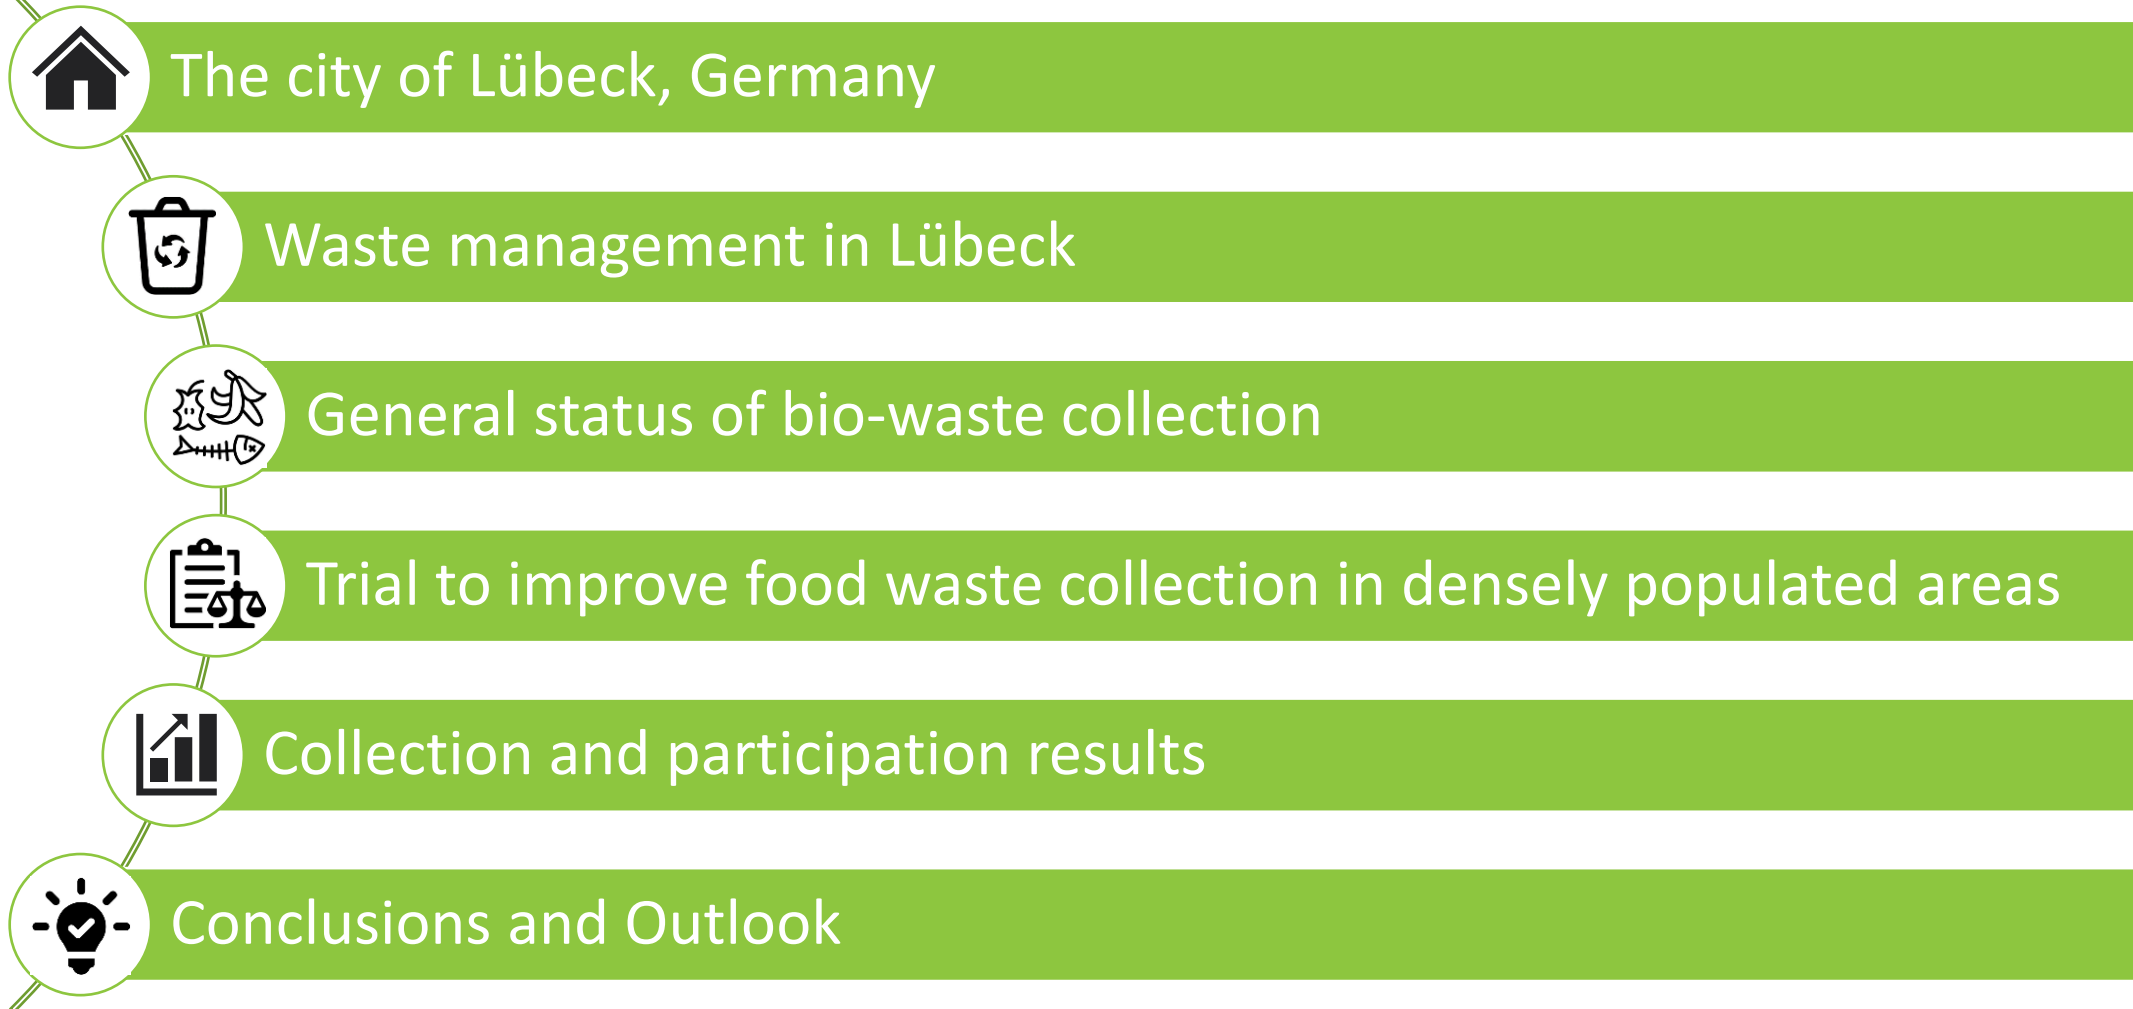 The city of Lübeck, Germany
Waste management in Lübeck
General status of bio-waste collection
Trial to improve food waste collection in densely populated areas
Collection and participation results
Conclusions and Outlook